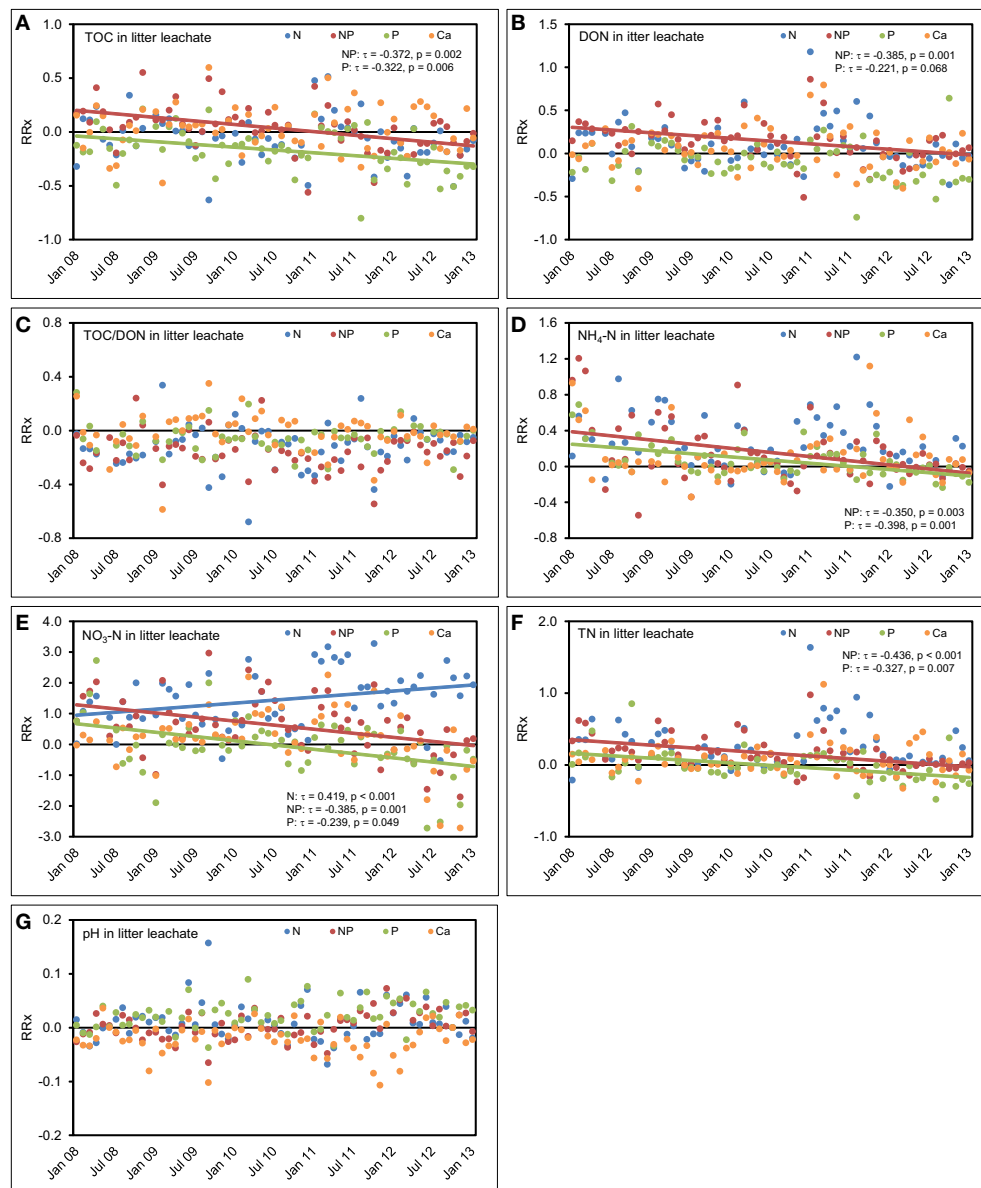 A
TOC in litter leachate
N NP P Ca
NP: τ = -0.372, p = 0.002
P: τ = -0.322, p = 0.006
RRx
1.0
0.5
0.0
-0.5
-1.0
Jan 08 Jul 08 Jan 09 Jul 09 Jan 10 Jul 10 Jan 11 Jul 11 Jan 12 Jul 12 Jan 13
B
DON in itter leachate
N NP P Ca
NP: τ = -0.385, p = 0.001
P: τ = -0.221, p = 0.068
RRx
1.5
1.0
0.5
0.0
-0.5
-1.0
Jan 08 Jul 08 Jan 09 Jul 09 Jan 10 Jul 10 Jan 11 Jul 11 Jan 12 Jul 12 Jan 13
C
TOC/DON in litter leachate
N NP P Ca
RRx
0.8
0.4
0.0
-0.4
-0.8
Jan 08 Jul 08 Jan 09 Jul 09 Jan 10 Jul 10 Jan 11 Jul 11 Jan 12 Jul 12 Jan 13
D
NH₄-N in litter leachate
N NP P Ca
RRx
1.6
1.2
0.8
0.4
0.0
-0.4
-0.8
NP: τ = -0.350, p = 0.003
P: τ = -0.398, p = 0.001
Jan 08 Jul 08 Jan 09 Jul 09 Jan 10 Jul 10 Jan 11 Jul 11 Jan 12 Jul 12 Jan 13
E
NO₃-N in litter leachate
N NP P Ca
RRx
4.0
3.0
2.0
1.0
0.0
-1.0
-2.0
-3.0
N: τ = 0.419, p < 0.001
NP: τ = -0.385, p = 0.001
P: τ = -0.239, p = 0.049
Jan 08 Jul 08 Jan 09 Jul 09 Jan 10 Jul 10 Jan 11 Jul 11 Jan 12 Jul 12 Jan 13
F
TN in litter leachate
N NP P Ca
NP: τ = -0.436, p < 0.001
P: τ = -0.327, p = 0.007
RRx
2.0
1.0
0.0
-1.0
Jan 08 Jul 08 Jan 09 Jul 09 Jan 10 Jul 10 Jan 11 Jul 11 Jan 12 Jul 12 Jan 13
G
pH in litter leachate
N NP P Ca
RRx
0.2
0.1
0.0
-0.1
-0.2
Jan 08 Jul 08 Jan 09 Jul 09 Jan 10 Jul 10 Jan 11 Jul 11 Jan 12 Jul 12 Jan 13